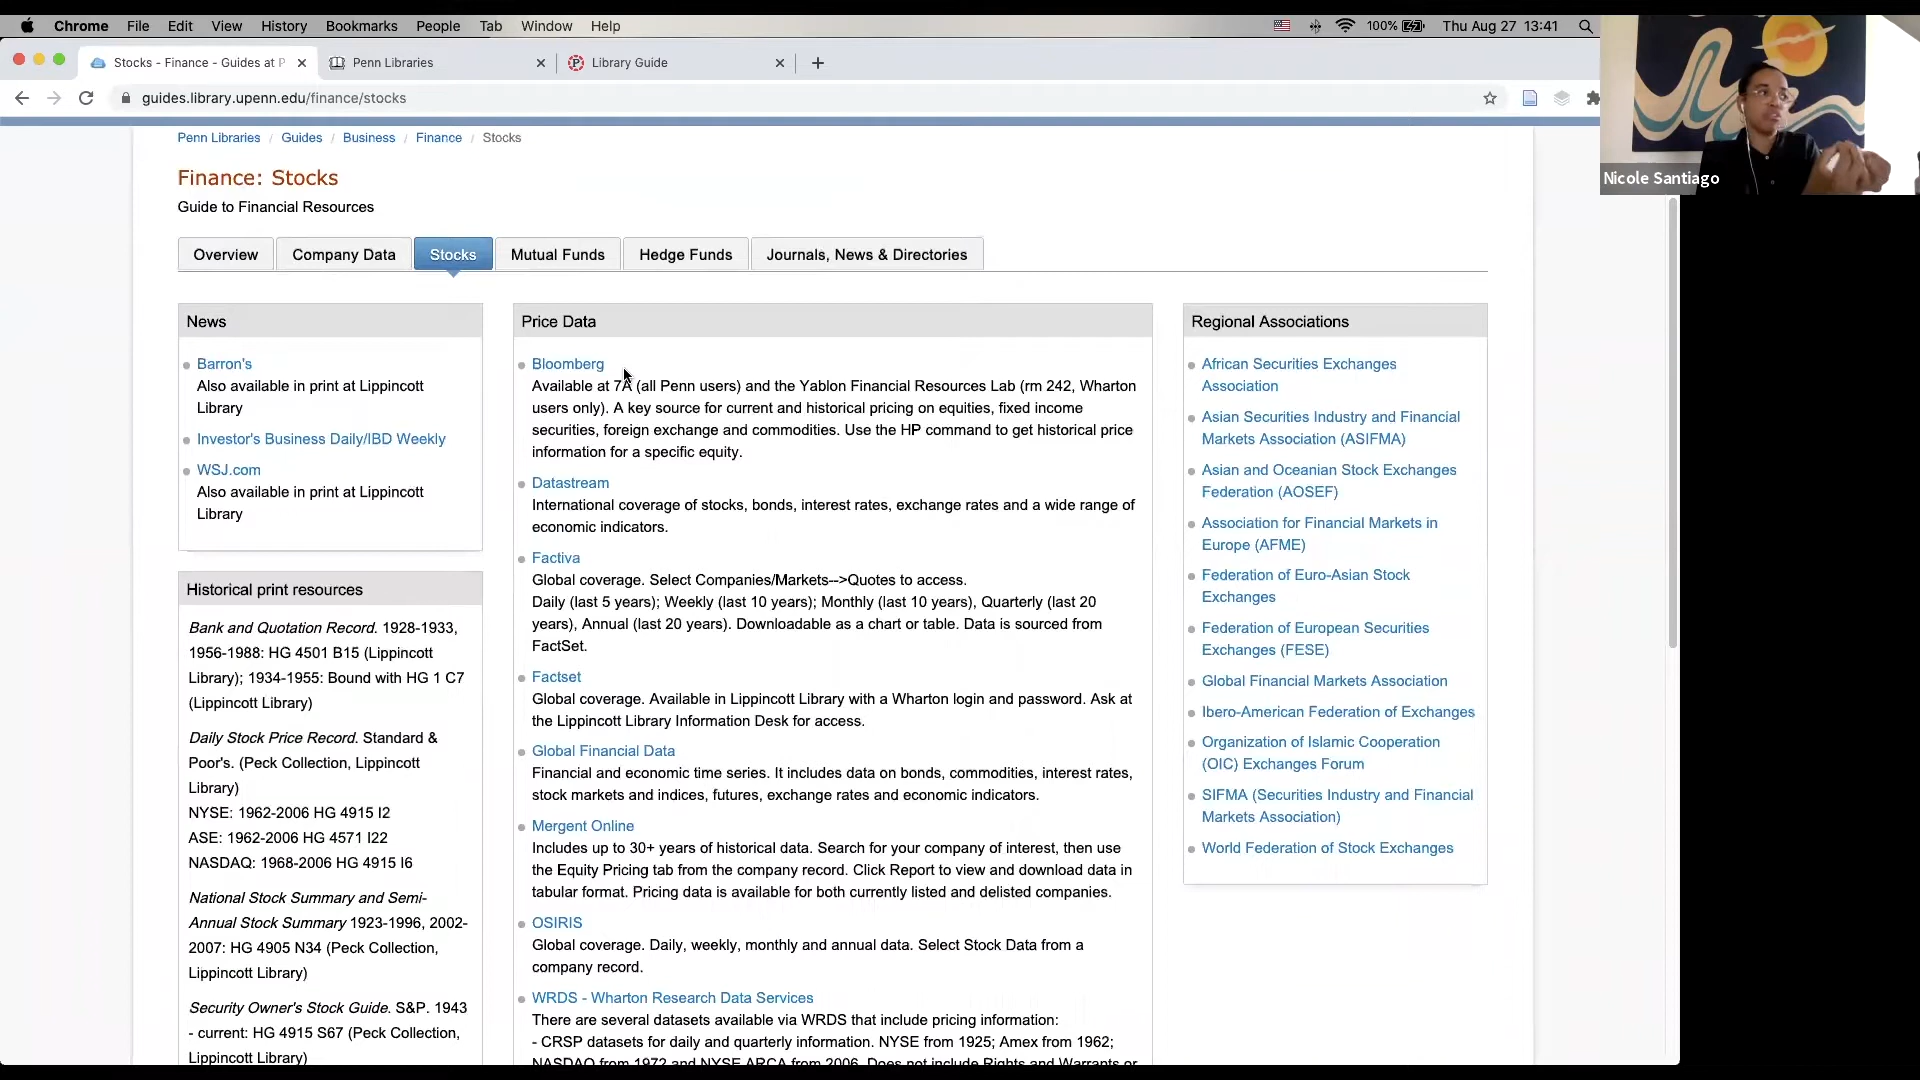 Chrome File Edit View History Bookmarks People Tab Window Help 100% Thu Aug 27 13:41
Stocks - Finance - Guides at P
Penn Libraries
Library Guide
guides.library.upenn.edu/finance/stocks
Nicole Santiago
Penn Libraries / Guides / Business / Finance / Stocks
Finance: Stocks
Guide to Financial Resources
Overview
Company Data
Stocks
Mutual Funds
Hedge Funds
Journals, News & Directories
News
Barron's
Also available in print at Lippincott
Library
Investor's Business Daily/IBD Weekly
WSJ.com
Also available in print at Lippincott
Library
Historical print resources
Bank and Quotation Record. 1928-1933,
1956-1988: HG 4501 B15 (Lippincott
Library); 1934-1955: Bound with HG 1 C7
(Lippincott Library)
Daily Stock Price Record. Standard &
Poor's. (Peck Collection, Lippincott
Library)
NYSE: 1962-2006 HG 4915 I2
ASE: 1962-2006 HG 4571 I22
NASDAQ: 1968-2006 HG 4915 I6
National Stock Summary and Semi-
Annual Stock Summary 1923-1996, 2002-
2007: HG 4905 N34 (Peck Collection,
Lippincott Library)
Security Owner's Stock Guide. S&P. 1943
- current: HG 4915 S67 (Peck Collection,
Lippincott Library)
Price Data
Bloomberg
Available at 7A (all Penn users) and the Yablon Financial Resources Lab (rm 242, Wharton
users only). A key source for current and historical pricing on equities, fixed income
securities, foreign exchange and commodities. Use the HP command to get historical price
information for a specific equity.
Datastream
International coverage of stocks, bonds, interest rates, exchange rates and a wide range of
economic indicators.
Factiva
Global coverage. Select Companies/Markets-->Quotes to access.
Daily (last 5 years); Weekly (last 10 years); Monthly (last 10 years), Quarterly (last 20
years), Annual (last 20 years). Downloadable as a chart or table. Data is sourced from
FactSet.
Factset
Global coverage. Available in Lippincott Library with a Wharton login and password. Ask at
the Lippincott Library Information Desk for access.
Global Financial Data
Financial and economic time series. It includes data on bonds, commodities, interest rates,
stock markets and indices, futures, exchange rates and economic indicators.
Mergent Online
Includes up to 30+ years of historical data. Search for your company of interest, then use
the Equity Pricing tab from the company record. Click Report to view and download data in
tabular format. Pricing data is available for both currently listed and delisted companies.
OSIRIS
Global coverage. Daily, weekly, monthly and annual data. Select Stock Data from a
company record.
WRDS - Wharton Research Data Services
There are several datasets available via WRDS that include pricing information:
- CRSP datasets for daily and quarterly information. NYSE from 1925; Amex from 1962;
NASDAQ from 1972 and NYSE ARCA from 2006. Does not include Rights and Warrants or
Regional Associations
African Securities Exchanges
Association
Asian Securities Industry and Financial
Markets Association (ASIFMA)
Asian and Oceanian Stock Exchanges
Federation (AOSEF)
Association for Financial Markets in
Europe (AFME)
Federation of Euro-Asian Stock
Exchanges
Federation of European Securities
Exchanges (FESE)
Global Financial Markets Association
Ibero-American Federation of Exchanges
Organization of Islamic Cooperation
(OIC) Exchanges Forum
SIFMA (Securities Industry and Financial
Markets Association)
World Federation of Stock Exchanges